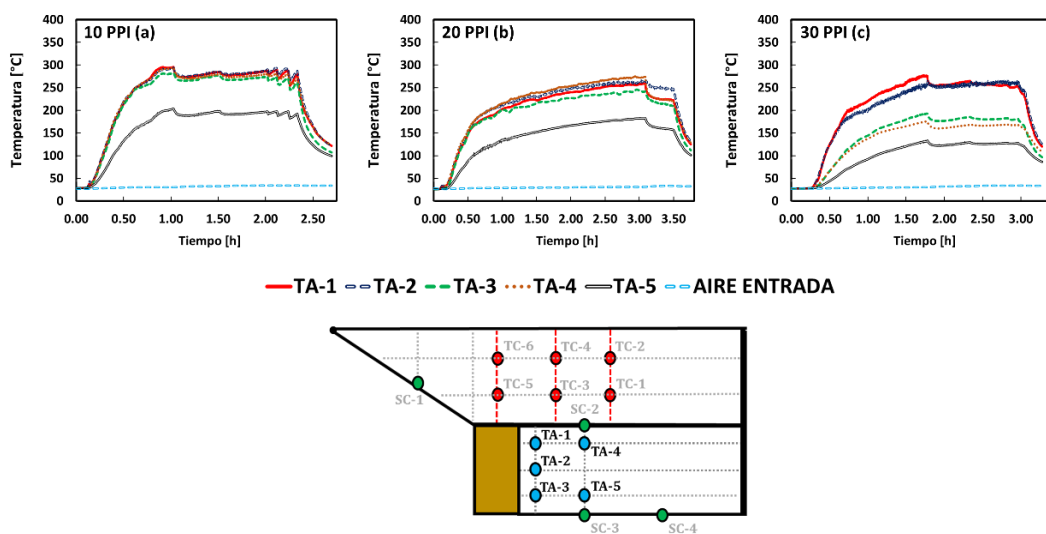 10 PPI (a)
Temperatura [°C]
400
350
300
250
200
150
100
50
0
0.00 0.50 1.00 1.50 2.00 2.50
Tiempo [h]
20 PPI (b)
Temperatura [°C]
400
350
300
250
200
150
100
50
0
0.00 0.50 1.00 1.50 2.00 2.50 3.00 3.50
Tiempo [h]
30 PPI (c)
Temperatura [°C]
400
350
300
250
200
150
100
50
0
0.00 0.50 1.00 1.50 2.00 2.50 3.00
Tiempo [h]
TA-1 TA-2 TA-3 TA-4 TA-5 AIRE ENTRADA
TC-6 TC-4 TC-2
TC-5 TC-3 TC-1
SC-1
SC-2
TA-1 TA-4
TA-2
TA-3 TA-5
SC-3 SC-4